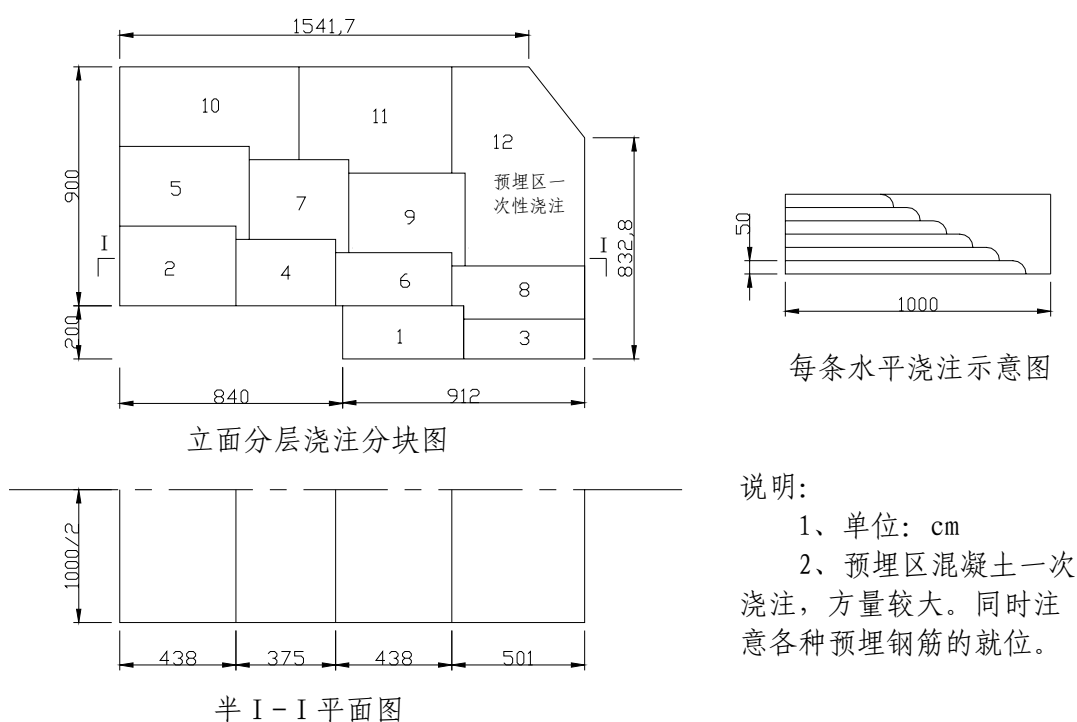 1541,7
10
11
12
预埋区一
次性浇注
5
7
9
900
I
I
2
4
6
8
832,8
200
1
3
840
912
立面分层浇注分块图
50
1000
每条水平浇注示意图
1000/2
438
375
438
501
半I-I平面图
说明:
1、单位: cm
2、预埋区混凝土一次
浇注, 方量较大。同时注
意各种预埋钢筋的就位。